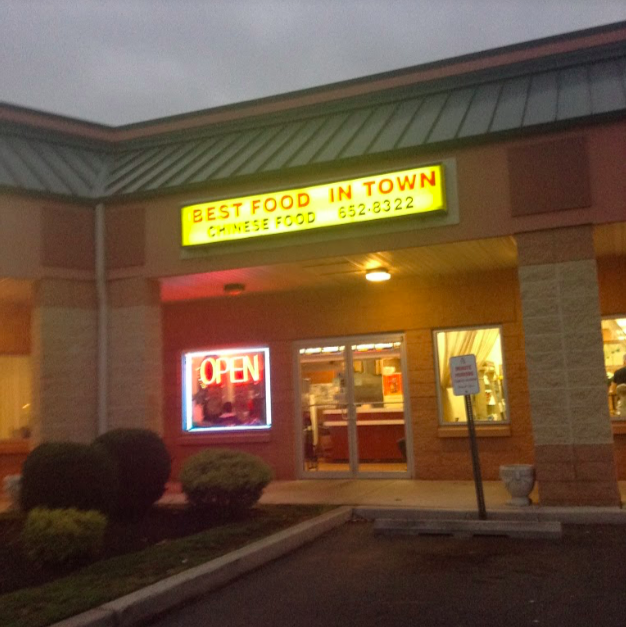 BEST FOOD IN TOWN
CHINESE FOOD 652-8322
OPEN